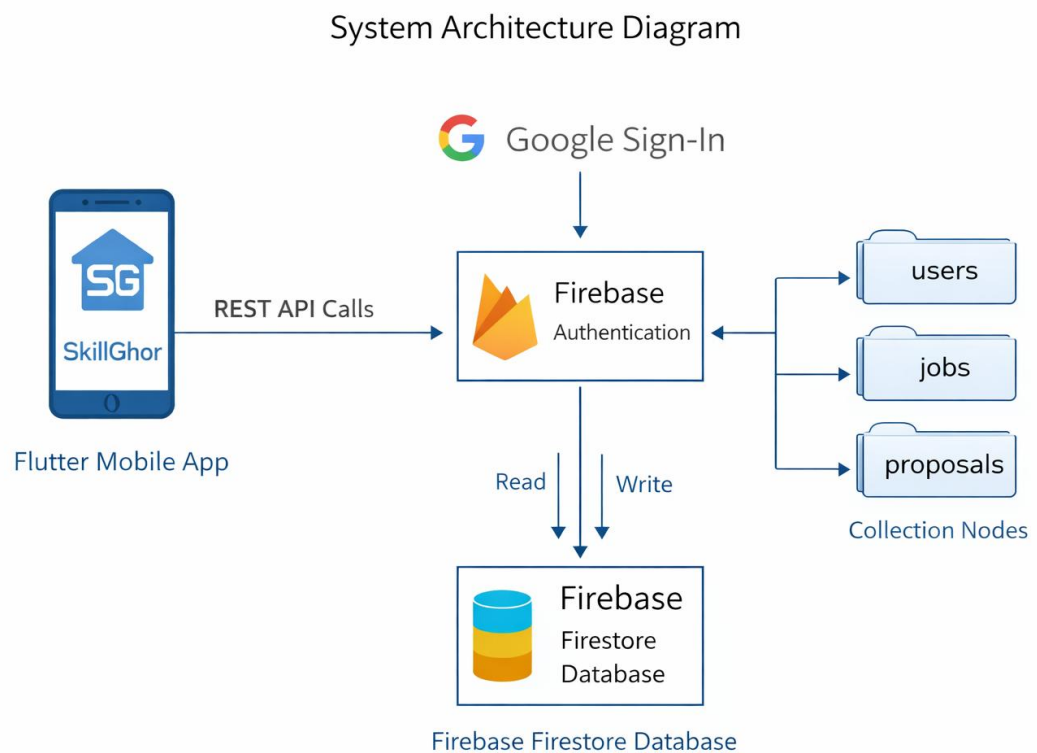 System Architecture Diagram
Google Sign-In
SG
SkillGhor
Flutter Mobile App
REST API Calls
Firebase
Authentication
users
jobs
proposals
Collection Nodes
Read
Write
Firebase
Firestore
Database
Firebase Firestore Database